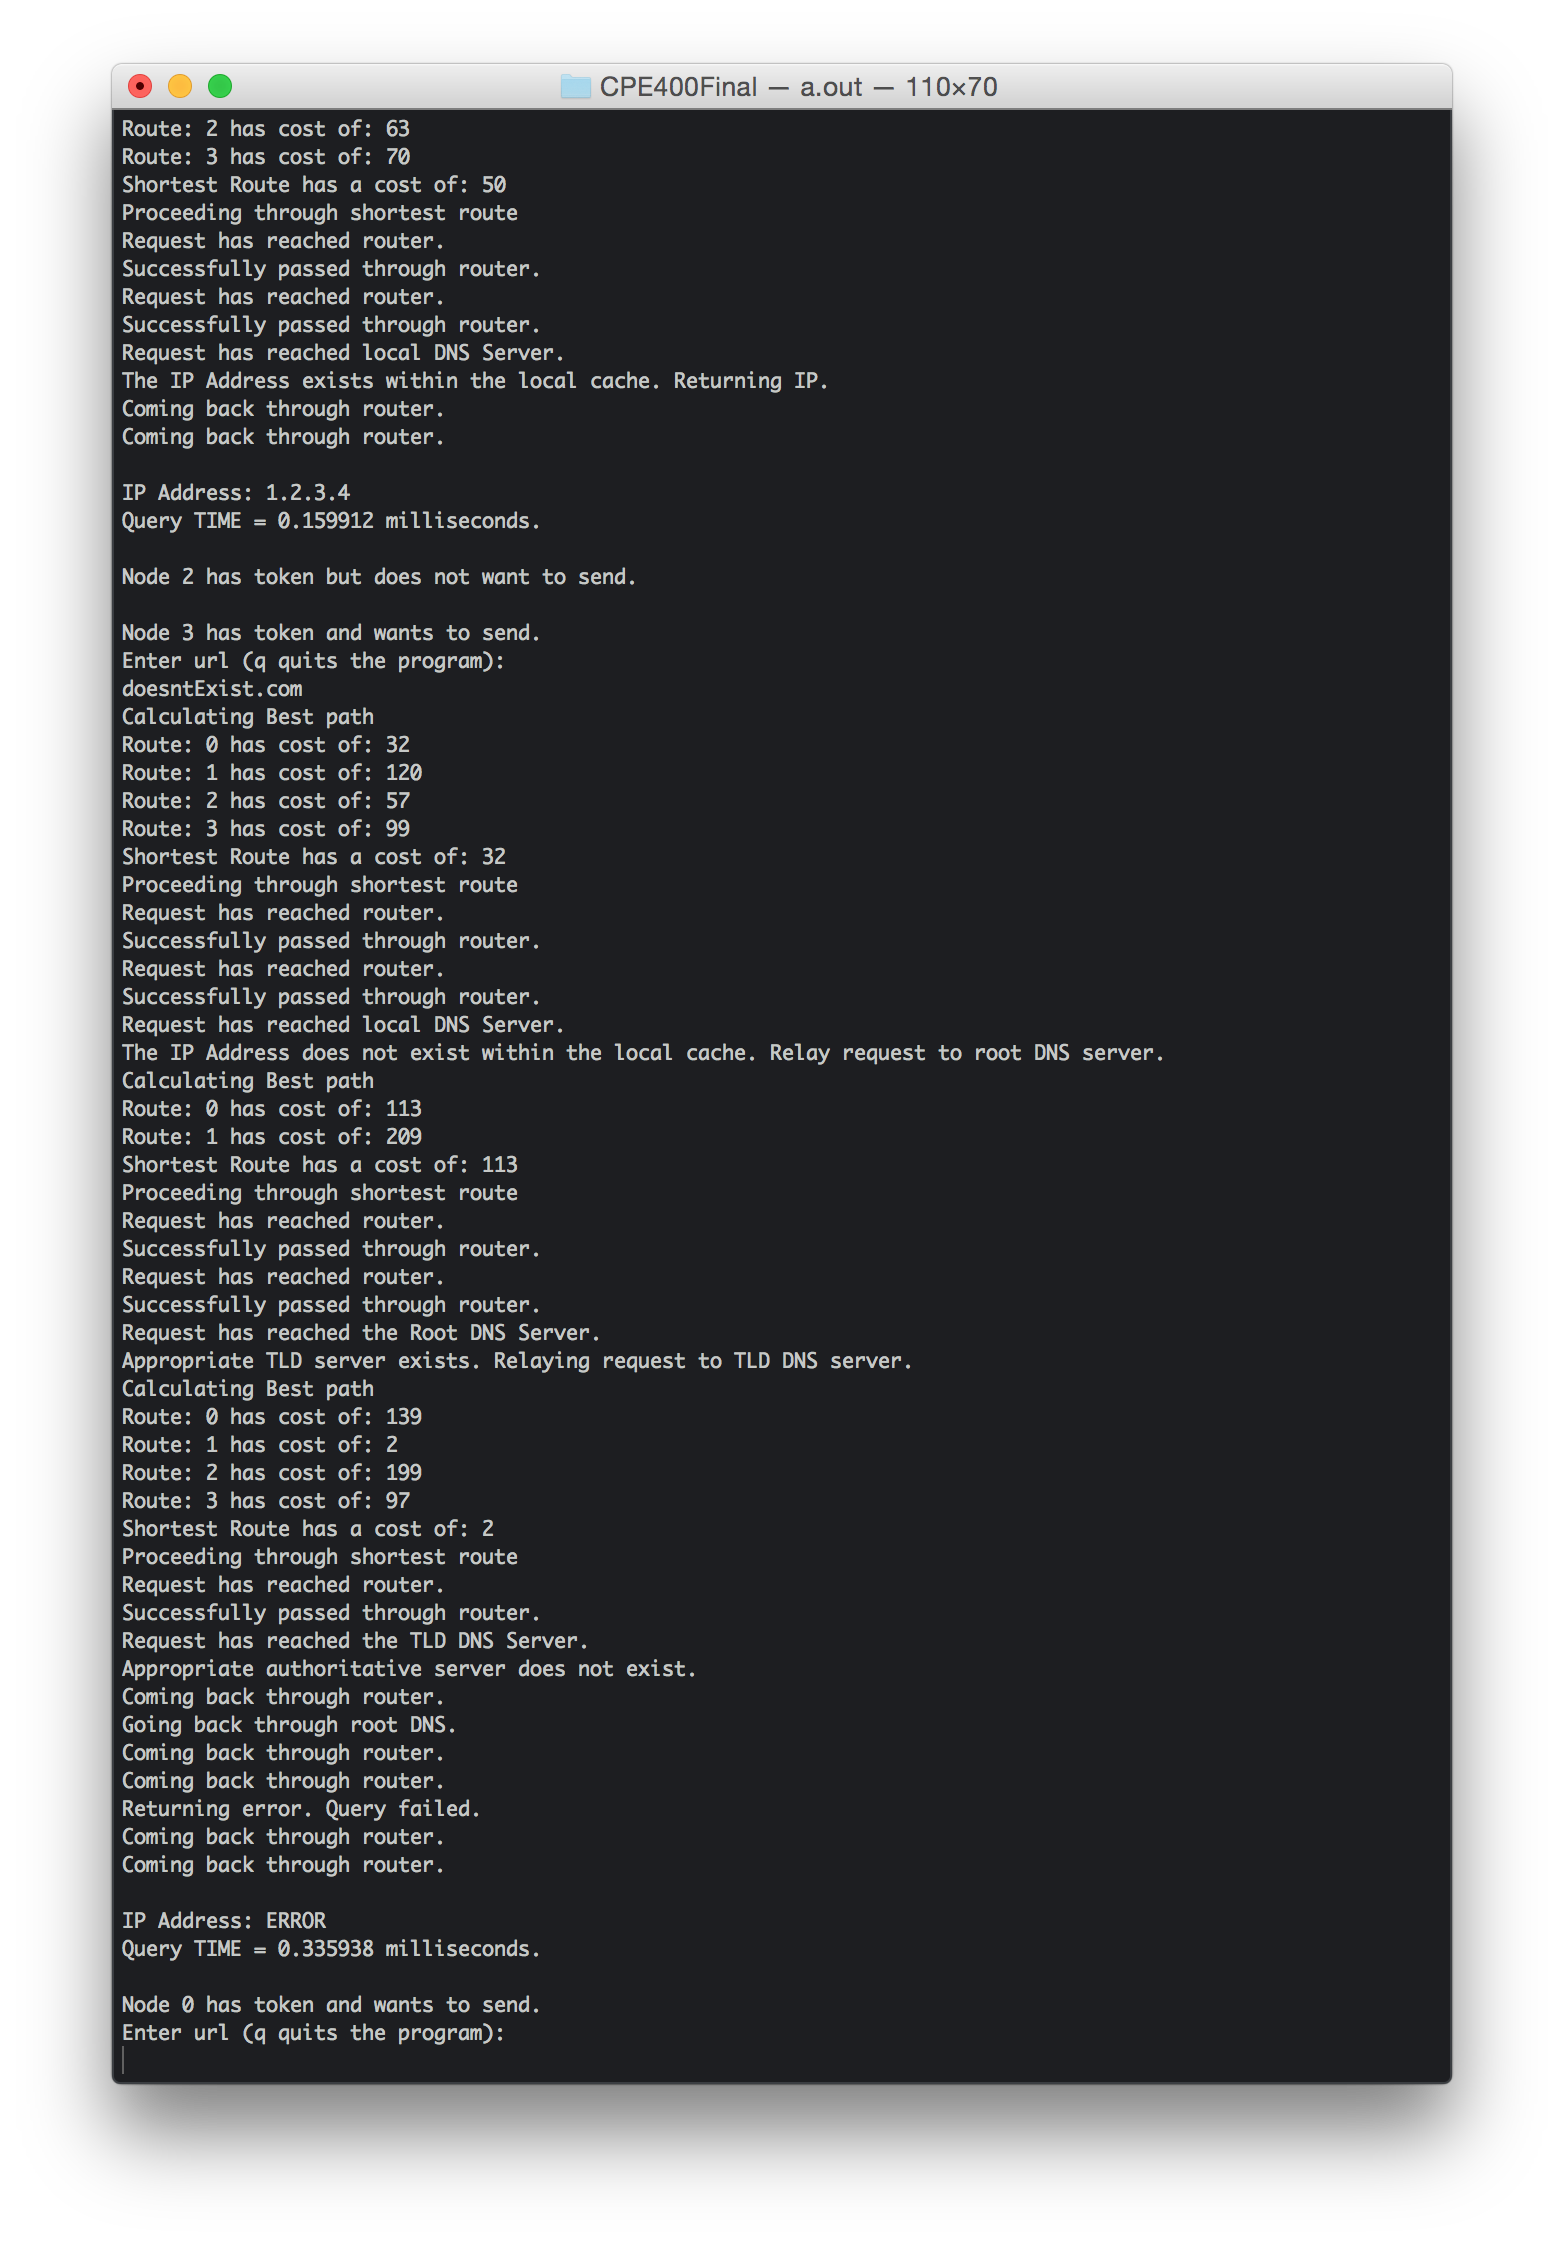 CPE400Final — a.out — 110×70
Route: 2 has cost of: 63
Route: 3 has cost of: 70
Shortest Route has a cost of: 50
Proceeding through shortest route
Request has reached router.
Successfully passed through router.
Request has reached router.
Successfully passed through router.
Request has reached local DNS Server.
The IP Address exists within the local cache. Returning IP.
Coming back through router.
Coming back through router.
IP Address: 1.2.3.4
Query TIME = 0.159912 milliseconds.
Node 2 has token but does not want to send.
Node 3 has token and wants to send.
Enter url (q quits the program):
doesntExist.com
Calculating Best path
Route: 0 has cost of: 32
Route: 1 has cost of: 120
Route: 2 has cost of: 57
Route: 3 has cost of: 99
Shortest Route has a cost of: 32
Proceeding through shortest route
Request has reached router.
Successfully passed through router.
Request has reached router.
Successfully passed through router.
Request has reached local DNS Server.
The IP Address does not exist within the local cache. Relay request to root DNS server.
Calculating Best path
Route: 0 has cost of: 113
Route: 1 has cost of: 209
Shortest Route has a cost of: 113
Proceeding through shortest route
Request has reached router.
Successfully passed through router.
Request has reached router.
Successfully passed through router.
Request has reached the Root DNS Server.
Appropriate TLD server exists. Relaying request to TLD DNS server.
Calculating Best path
Route: 0 has cost of: 139
Route: 1 has cost of: 2
Route: 2 has cost of: 199
Route: 3 has cost of: 97
Shortest Route has a cost of: 2
Proceeding through shortest route
Request has reached router.
Successfully passed through router.
Request has reached the TLD DNS Server.
Appropriate authoritative server does not exist.
Coming back through router.
Going back through root DNS.
Coming back through router.
Coming back through router.
Returning error. Query failed.
Coming back through router.
Coming back through router.
IP Address: ERROR
Query TIME = 0.335938 milliseconds.
Node 0 has token and wants to send.
Enter url (q quits the program):